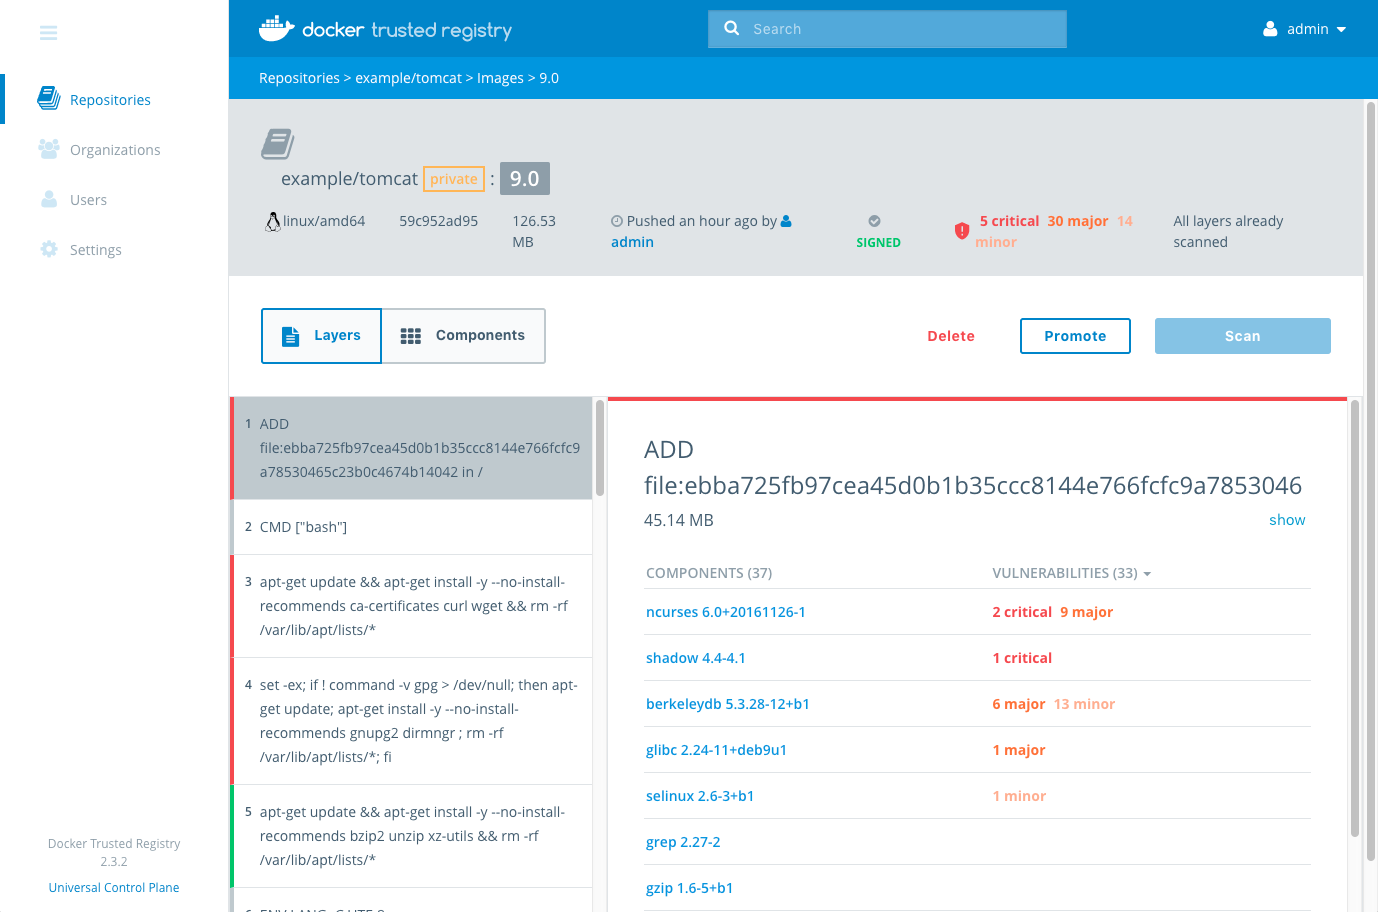 docker trusted registry
Search
admin
Repositories > example/tomcat > Images > 9.0
Repositories
Organizations
Users
Settings
Docker Trusted Registry
2.3.2
Universal Control Plane
example/tomcat private : 9.0
linux/amd64
59c952ad95
126.53
MB
Pushed an hour ago by
admin
SIGNED
5 critical 30 major 14
minor
All layers already
scanned
Layers
Components
Delete
Promote
Scan
1 ADD
file:ebba725fb97cea45d0b1b35ccc8144e766fcfc9
a78530465c23b0c4674b14042 in /
2 CMD ["bash"]
3 apt-get update && apt-get install -y --no-install-
recommends ca-certificates curl wget && rm -rf
/var/lib/apt/lists/*
4 set -ex; if ! command -v gpg > /dev/null; then apt-
get update; apt-get install -y --no-install-
recommends gnupg2 dirmngr ; rm -rf
/var/lib/apt/lists/*; fi
5 apt-get update && apt-get install -y --no-install-
recommends bzip2 unzip xz-utils && rm -rf
/var/lib/apt/lists/*
ADD
file:ebba725fb97cea45d0b1b35ccc8144e766fcfc9a7853046
45.14 MB
show
COMPONENTS (37) VULNERABILITIES (33)
ncurses 6.0+20161126-1 2 critical 9 major
shadow 4.4-4.1 1 critical
berkeleydb 5.3.28-12+b1 6 major 13 minor
glibc 2.24-11+deb9u1 1 major
selinux 2.6-3+b1 1 minor
grep 2.27-2
gzip 1.6-5+b1